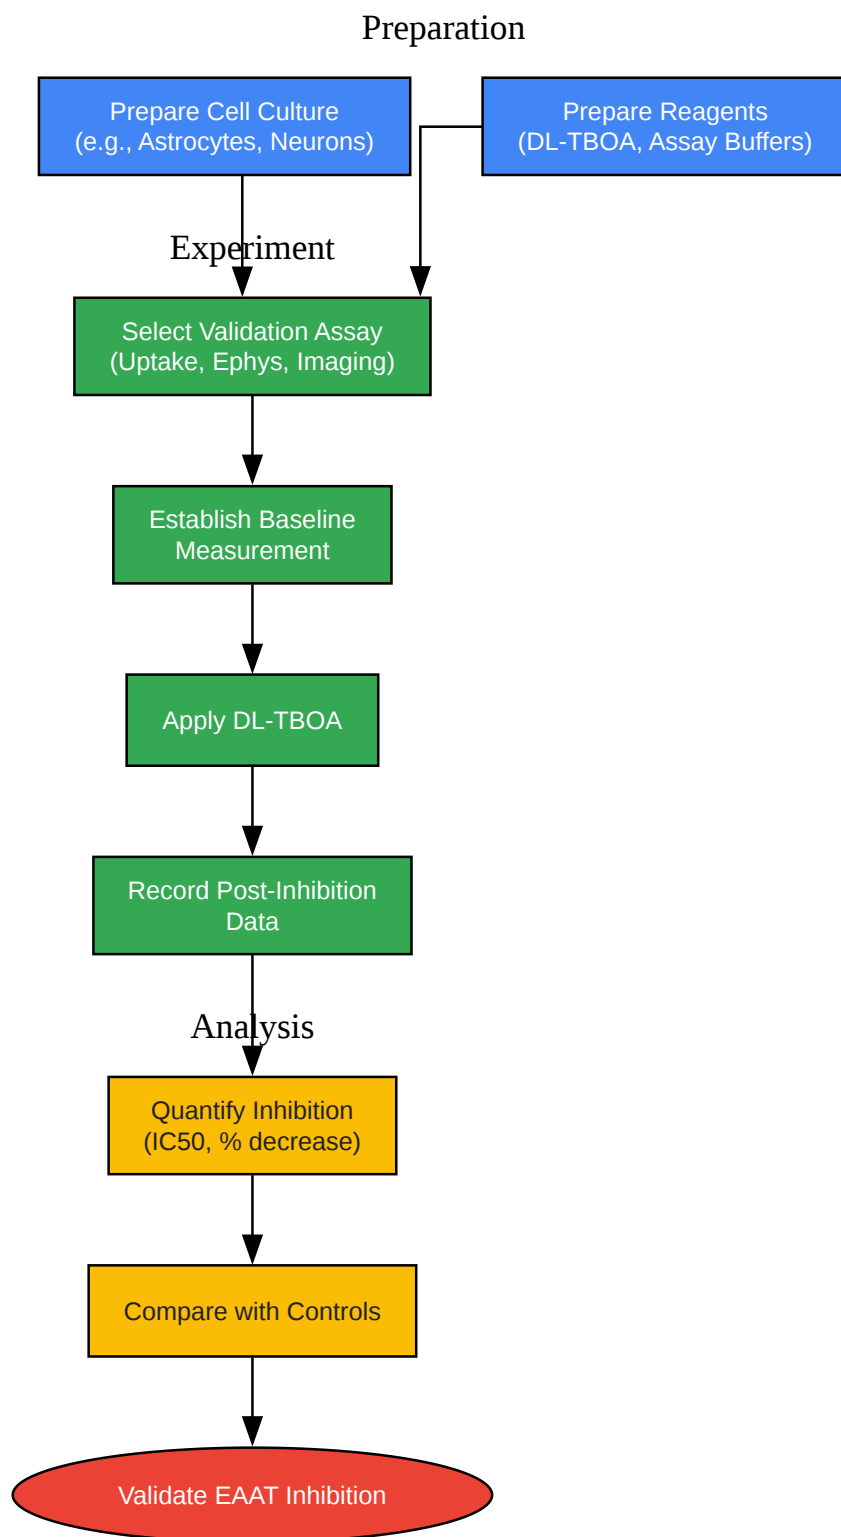 Preparation
Prepare Cell Culture
(e.g., Astrocytes, Neurons)
Prepare Reagents
(DL-TBOA, Assay Buffers)
Experiment
Select Validation Assay
(Uptake, Ephys, Imaging)
Establish Baseline
Measurement
Apply DL-TBOA
Record Post-Inhibition
Data
Analysis
Quantify Inhibition
(IC50, % decrease)
Compare with Controls
Validate EAAT Inhibition